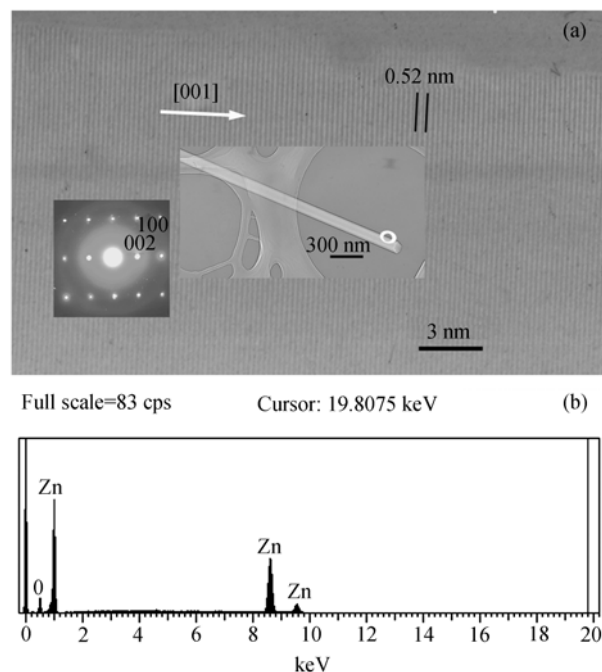 (a)
0.52 nm
[001]
100
002
300 nm
3 nm
Full scale=83 cps Cursor: 19.8075 keV (b)
Zn
Zn
0
Zn
0 2 4 6 8 10 12 14 16 18 20
keV